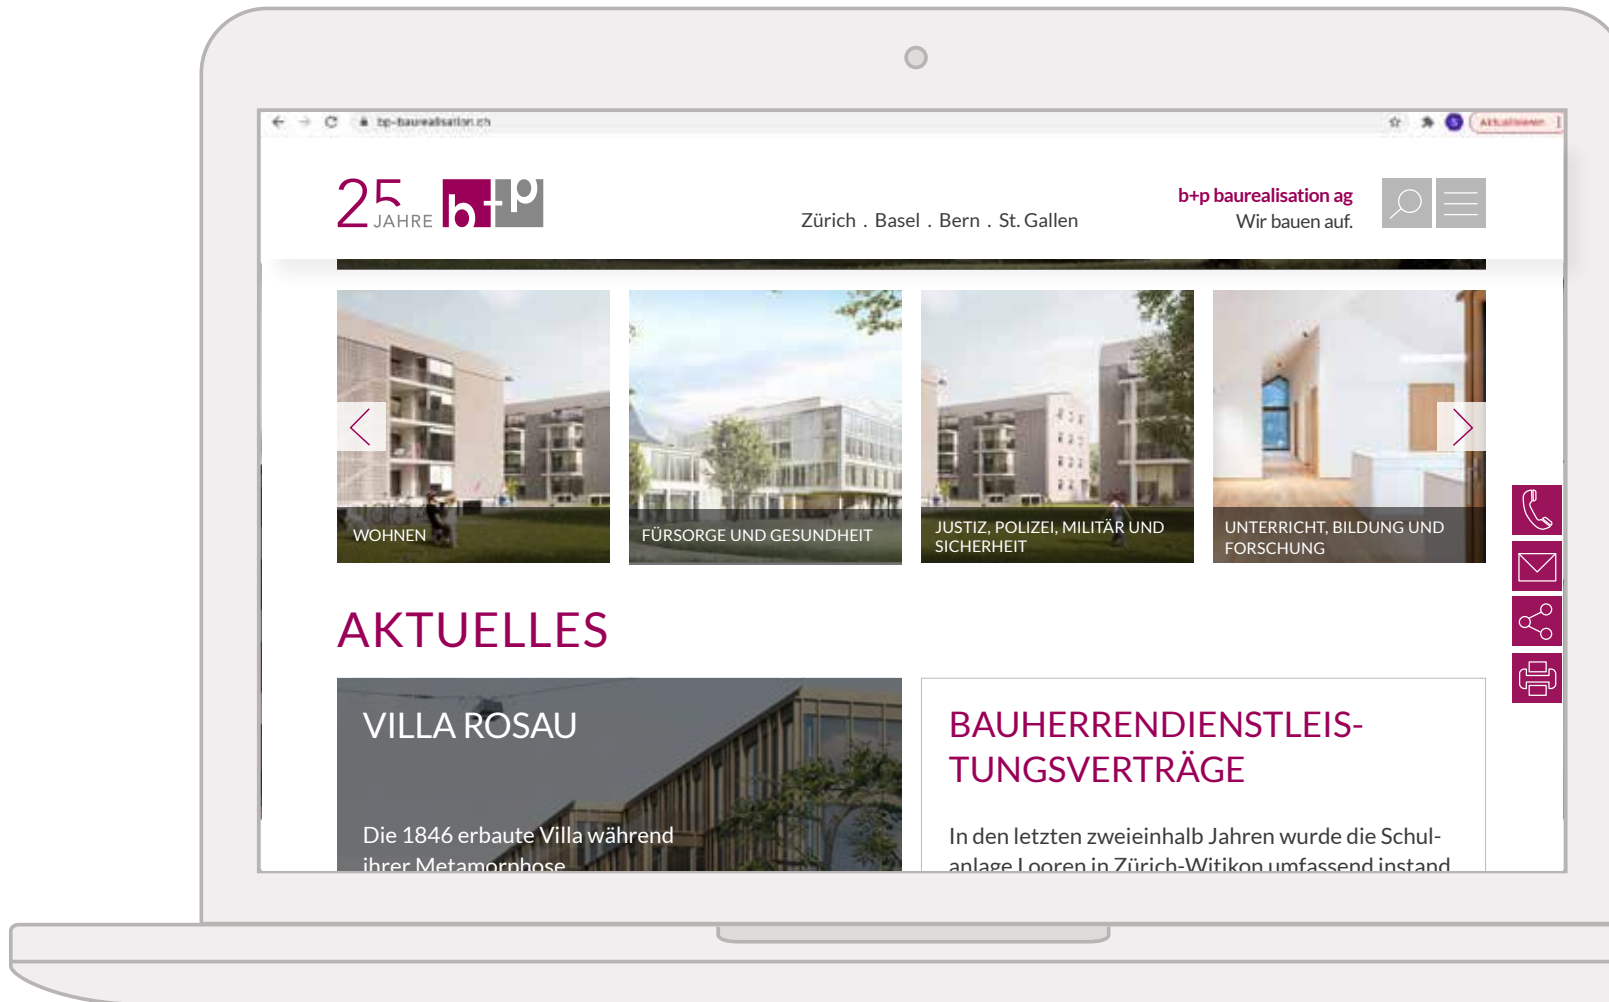 bp-baurealisation.ch
S
Aktualisieren
25 JAHRE b+p
Zürich . Basel . Bern . St. Gallen
b+p baurealisation ag
Wir bauen auf.
WOHNEN
FÜRSORGE UND GESUNDHEIT
JUSTIZ, POLIZEI, MILITÄR UND
SICHERHEIT
UNTERRICHT, BILDUNG UND
FORSCHUNG
AKTUELLES
VILLA ROSAU
Die 1846 erbaute Villa während
ihrer Metamorphose
BAUHERRENDIENSTLEIS-
TUNGSVERTRÄGE
In den letzten zweieinhalb Jahren wurde die Schul-
anlage Looren in Zürich-Witikon umfassend instand